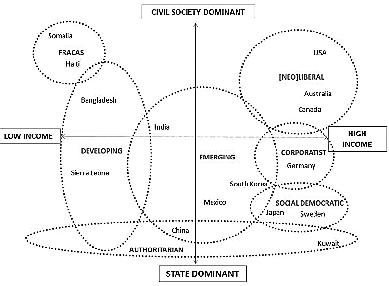 CIVIL SOCIETY DOMINANT
Somalia
FRACAS
Haiti
USA
[NEO]LIBERAL
Australia
Canada
Bangladesh
India
LOW INCOME
HIGH
INCOME
DEVELOPING
EMERGING
CORPORATIST
Germany
Sierra Leone
South Korea
Mexico
SOCIAL DEMOCRATIC
Japan
Sweden
China
Kuwait
AUTHORITARIAN
STATE DOMINANT